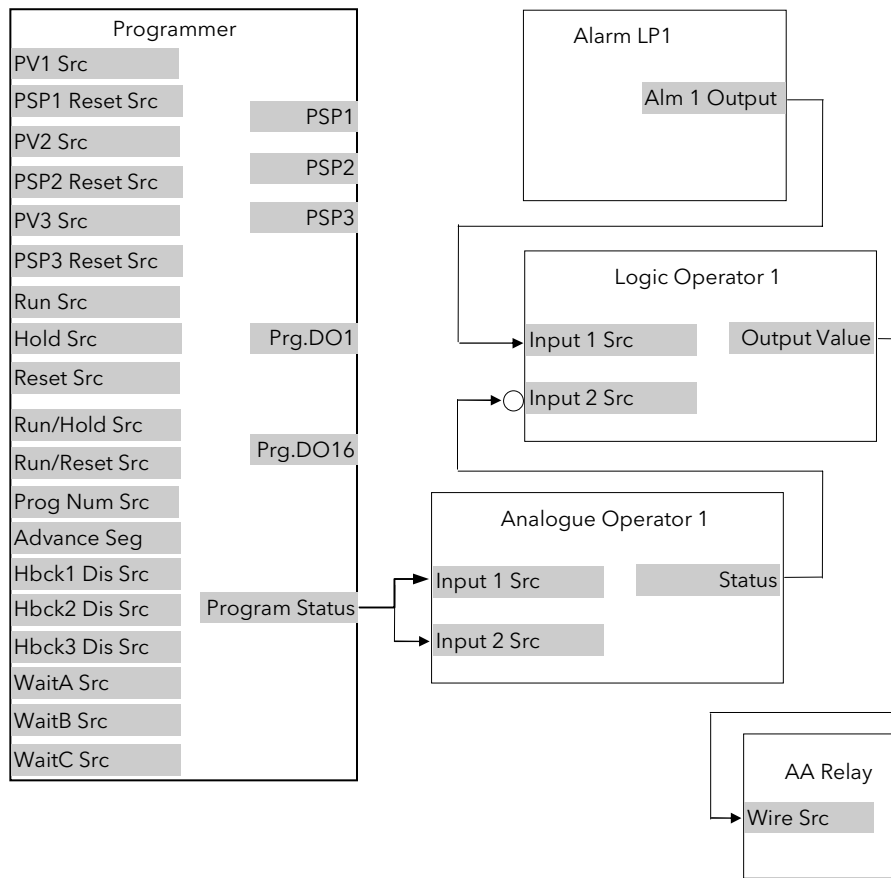 Programmer
PV1 Src
PSP1 Reset Src
PV2 Src
PSP2 Reset Src
PV3 Src
PSP3 Reset Src
Run Src
Hold Src
Reset Src
Run/Hold Src
Run/Reset Src
Prog Num Src
Advance Seg
Hbck1 Dis Src
Hbck2 Dis Src
Hbck3 Dis Src
WaitA Src
WaitB Src
WaitC Src
PSP1
PSP2
PSP3
Prg.DO1
Prg.DO16
Program Status
Alarm LP1
Alm 1 Output
Logic Operator 1
Input 1 Src
Output Value
Input 2 Src
Analogue Operator 1
Input 1 Src
Status
Input 2 Src
AA Relay
Wire Src